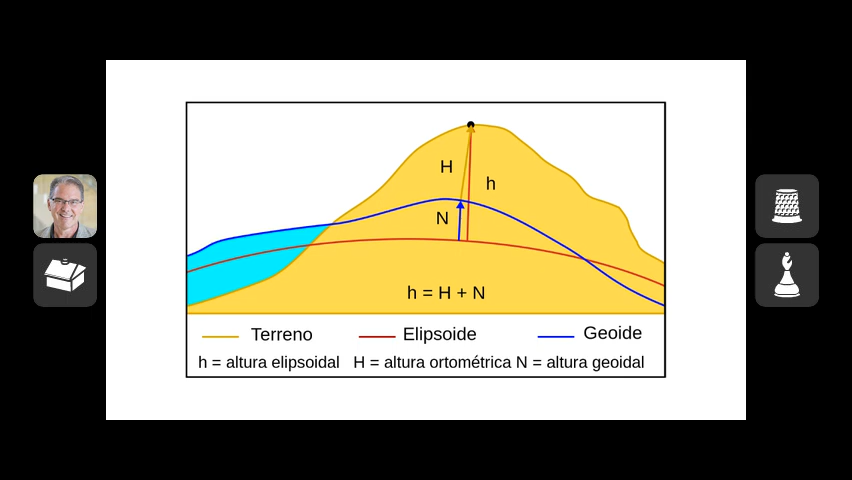 H
h
N
h = H + N
Terreno Elipsoide Geoide
h = altura elipsoidal H = altura ortométrica N = altura geoidal